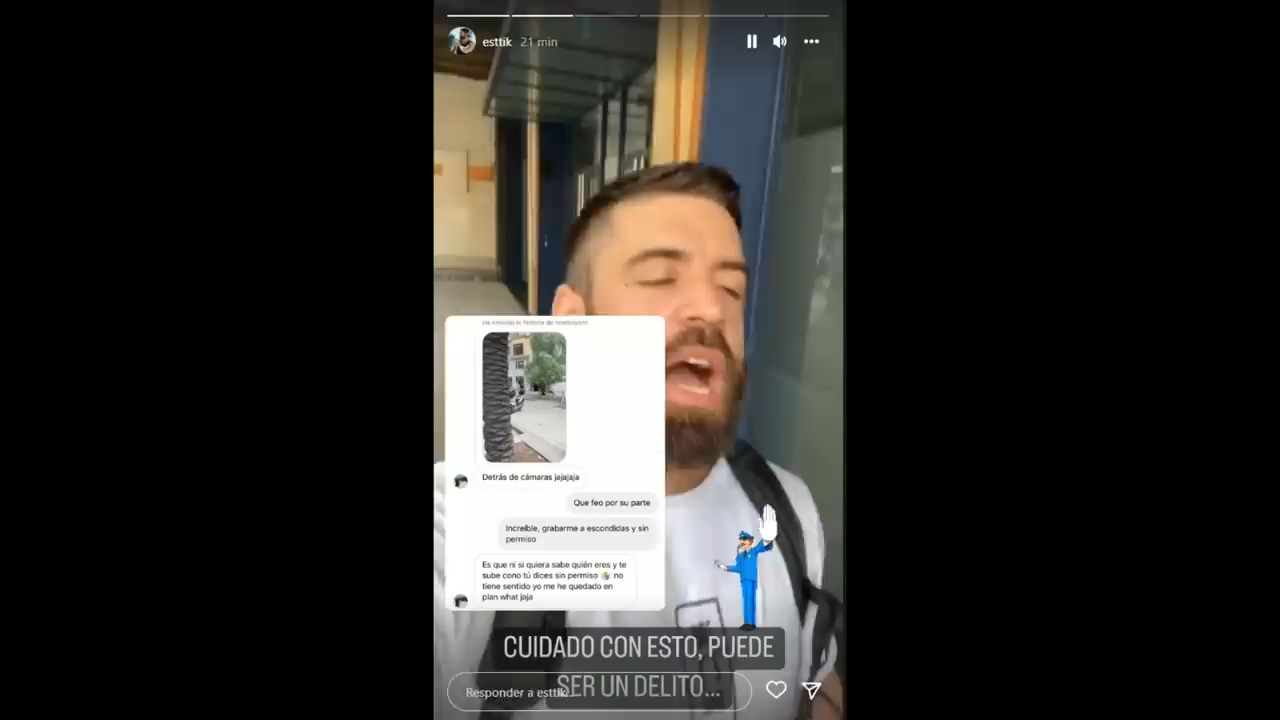 esttik 21 min
Detrás de cámaras jajajaja
Que feo por su parte
Increíble, grabarme a escondidas y sin
permiso
Es que ni si quiera sabe quién eres y te
sube cono tú dices sin permiso no
tiene sentido yo me he quedado en
plan what jaja
CUIDADO CON ESTO, PUEDE
SER UN DELITO...
Responder a esttik...